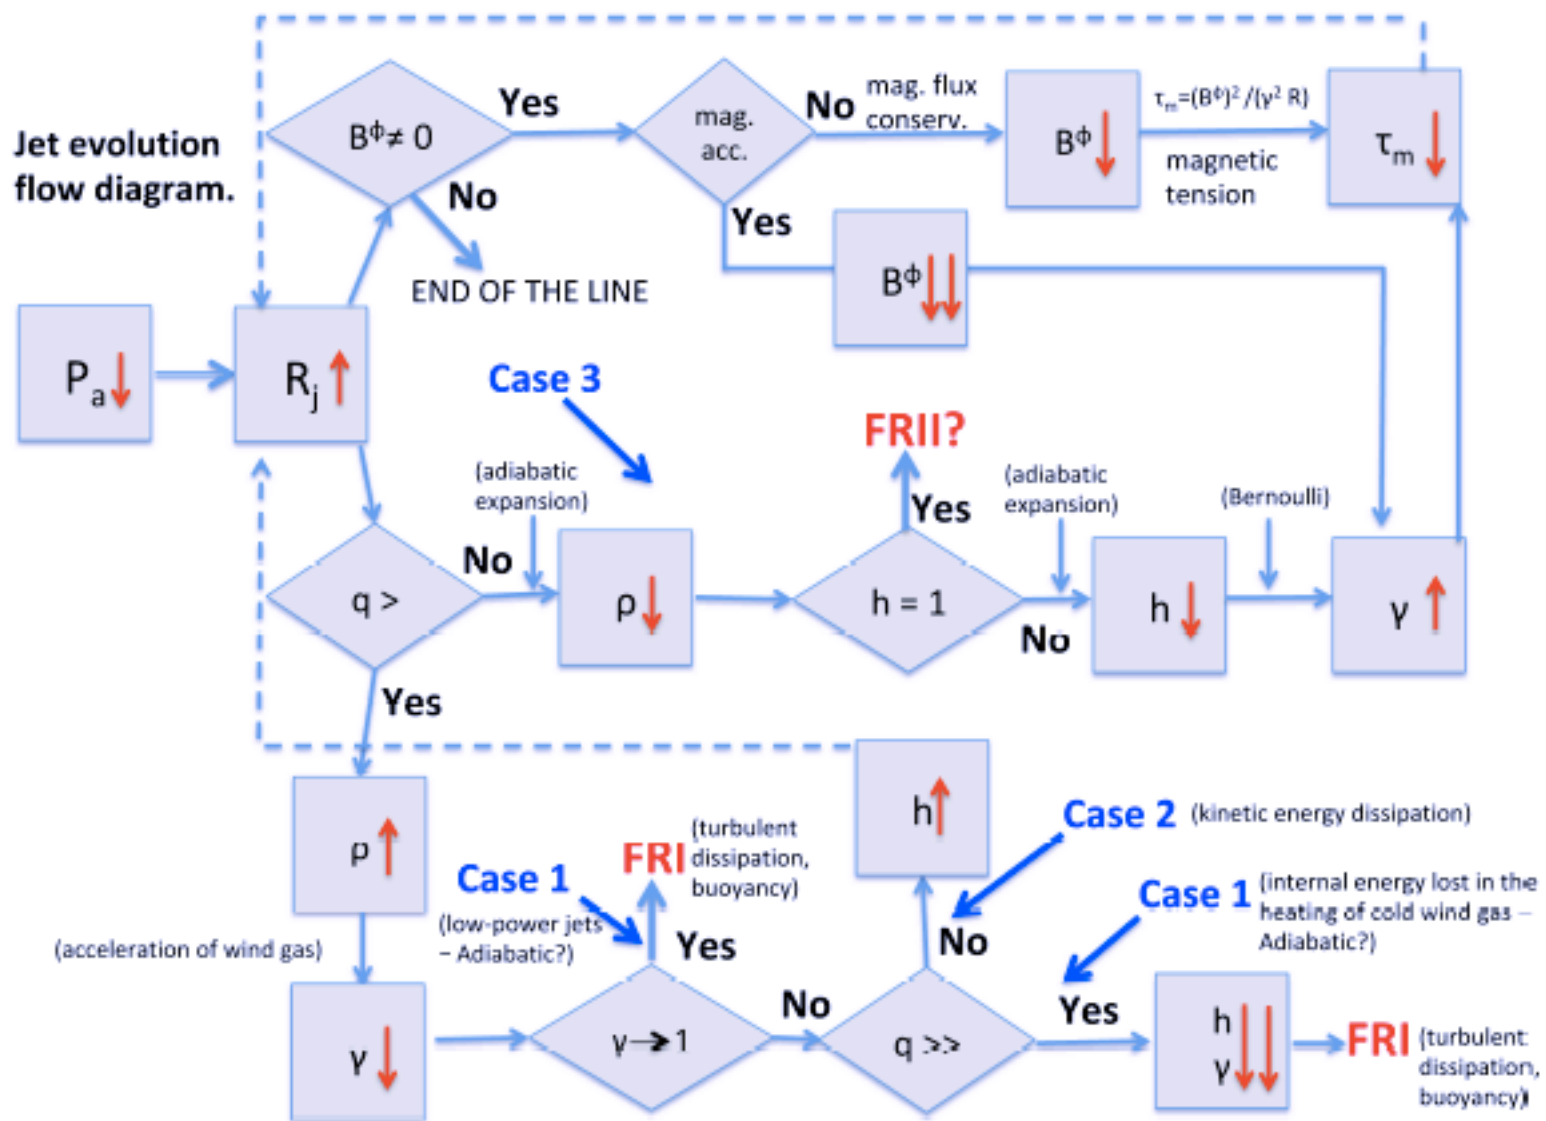 Jet evolution
flow diagram.
Bᶲ≠ 0
Yes
No
END OF THE LINE
mag.
acc.
No
mag. flux
conserv.
Yes
Bᶲ ↓
τₘ=(Bᶲ)²/(γ² R)
magnetic
tension
τₘ ↓
Bᶲ ↓↓
Pₐ ↓
Rⱼ ↑
Case 3
(adiabatic
expansion)
q >
No
Yes
ρ ↓
FRII?
Yes
h = 1
No
(adiabatic
expansion)
h ↓
(Bernoulli)
γ ↑
ρ ↑
(acceleration of wind gas)
γ ↓
Case 1
(low-power jets
– Adiabatic?)
FRI
(turbulent
dissipation,
buoyancy)
Yes
γ→1
No
h ↑
Case 2 (kinetic energy dissipation)
No
q >>
Case 1
(internal energy lost in the
heating of cold wind gas –
Adiabatic?)
Yes
h
γ ↓↓
FRI
(turbulent
dissipation,
buoyancy)